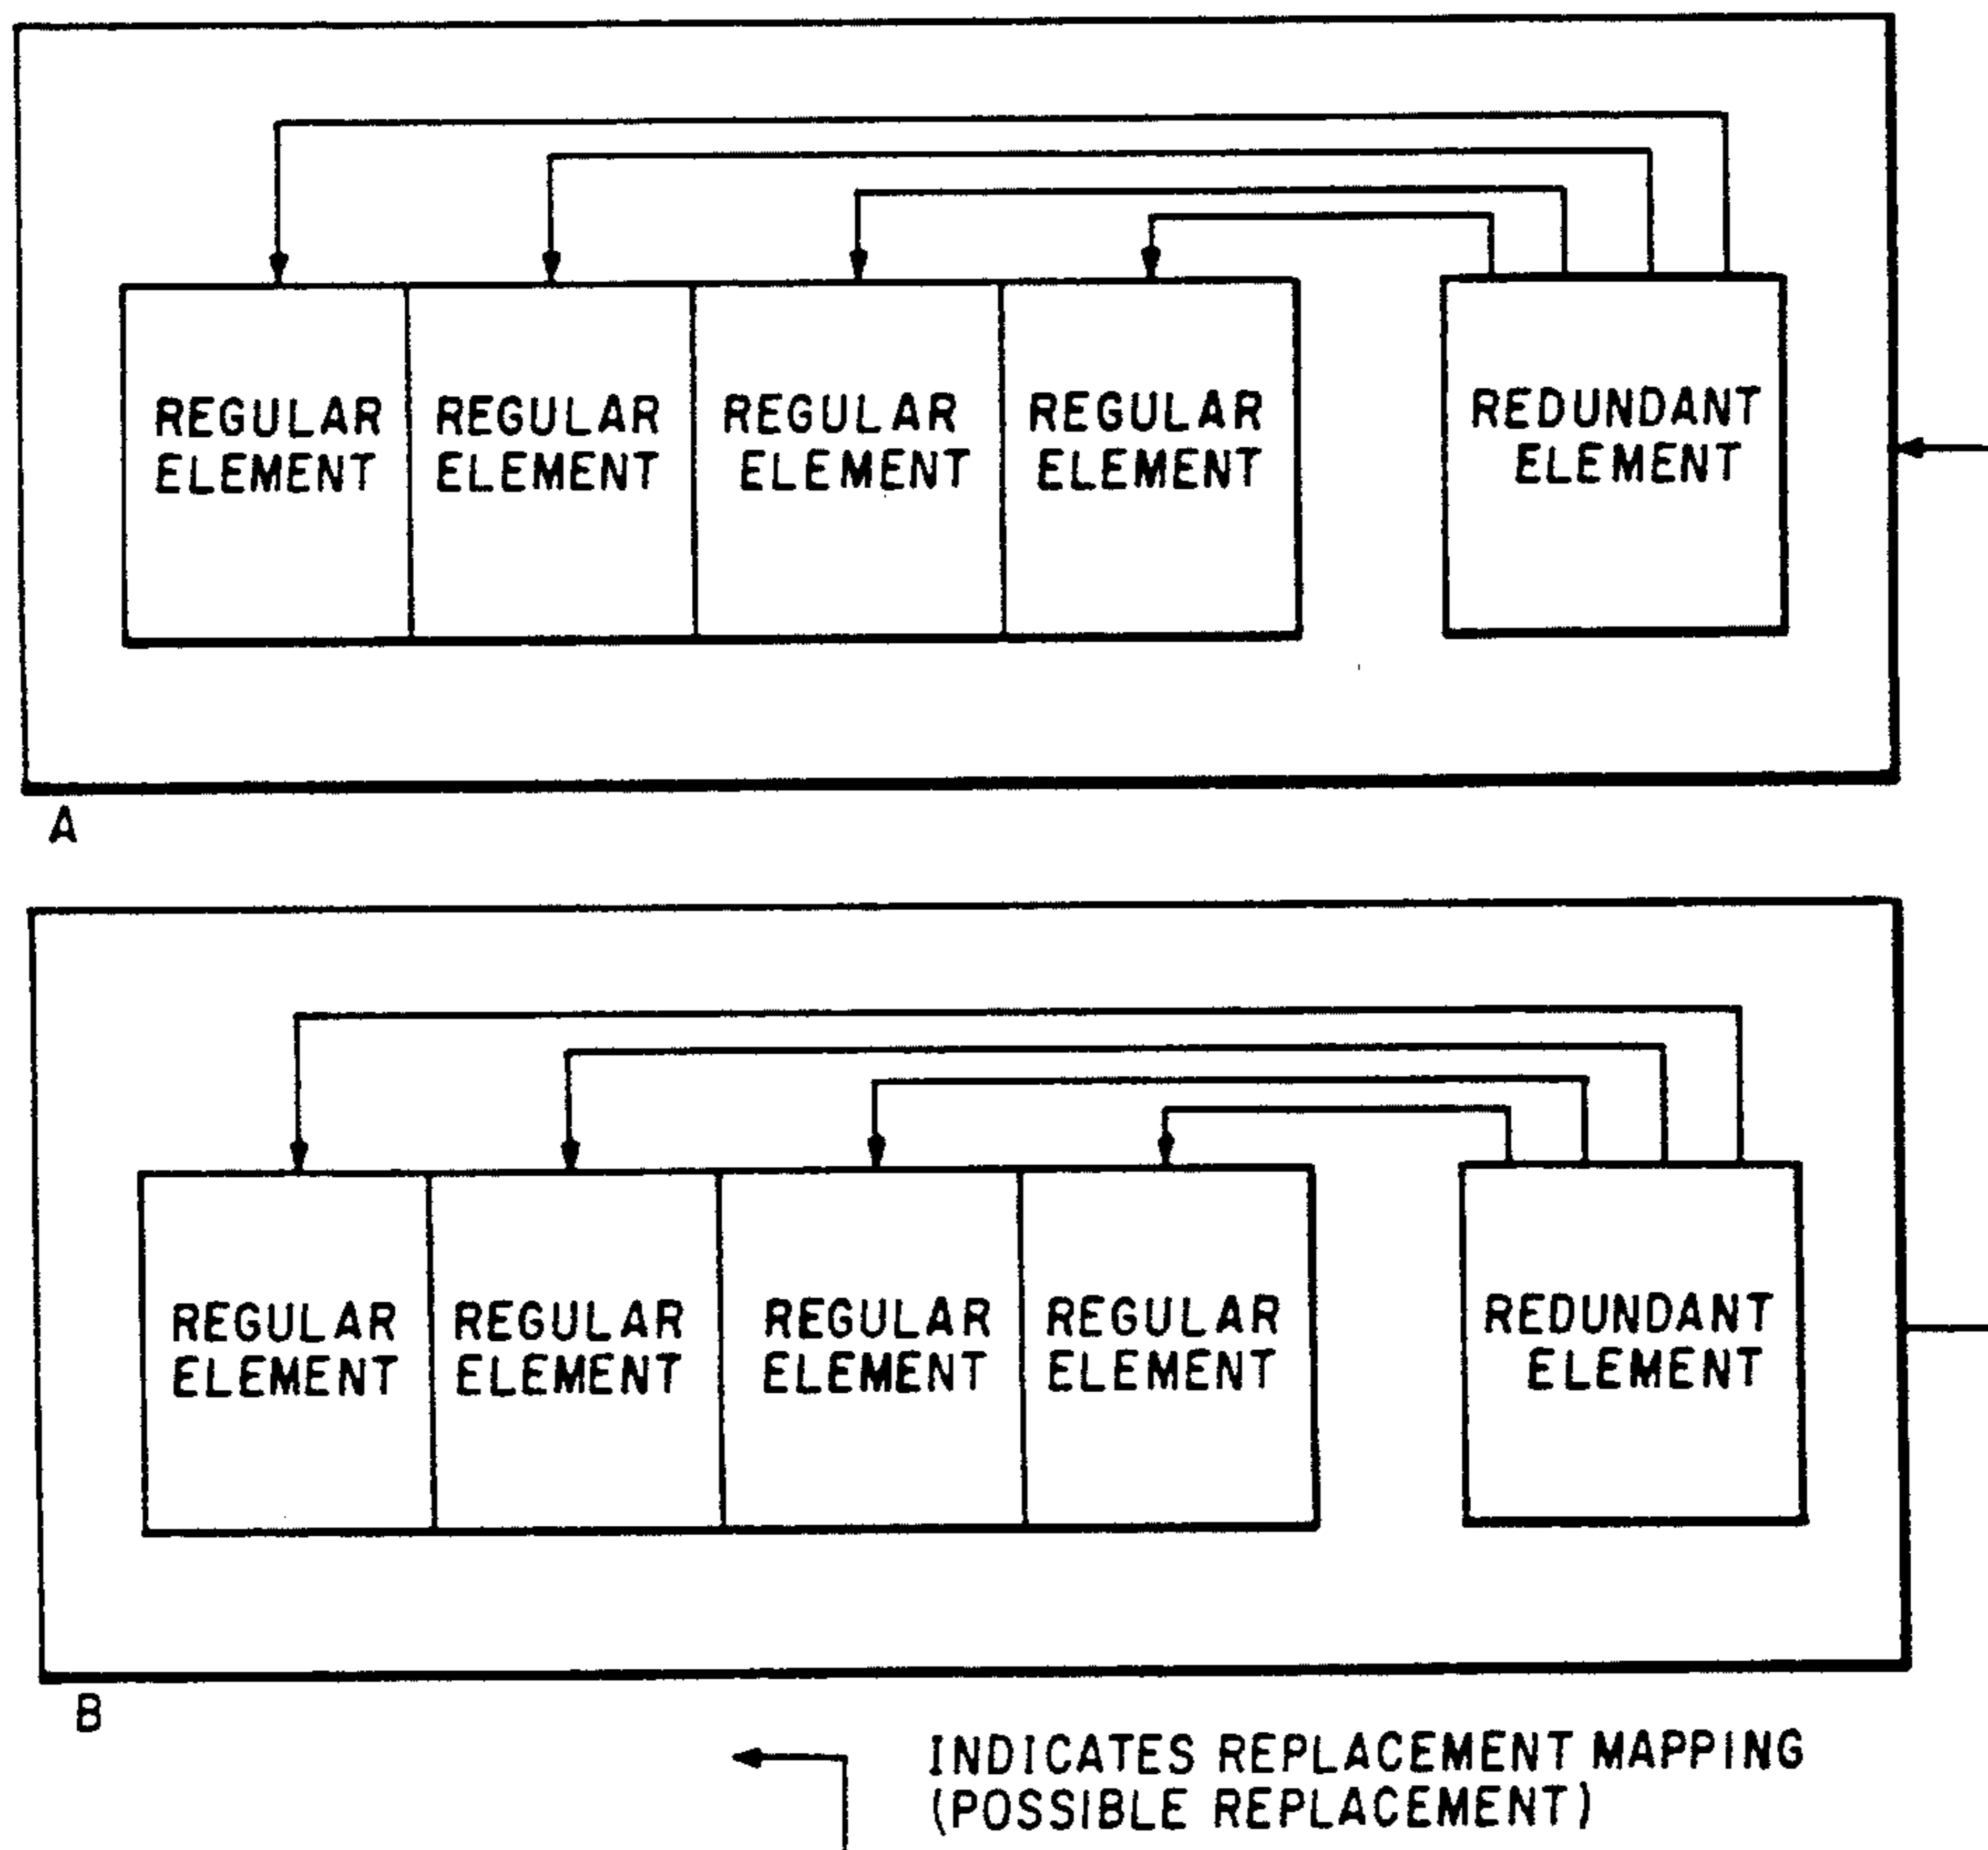 REGULAR ELEMENT
REGULAR ELEMENT
REGULAR ELEMENT
REGULAR ELEMENT
REDUNDANT ELEMENT
A
REGULAR ELEMENT
REGULAR ELEMENT
REGULAR ELEMENT
REGULAR ELEMENT
REDUNDANT ELEMENT
B
INDICATES REPLACEMENT MAPPING
(POSSIBLE REPLACEMENT)